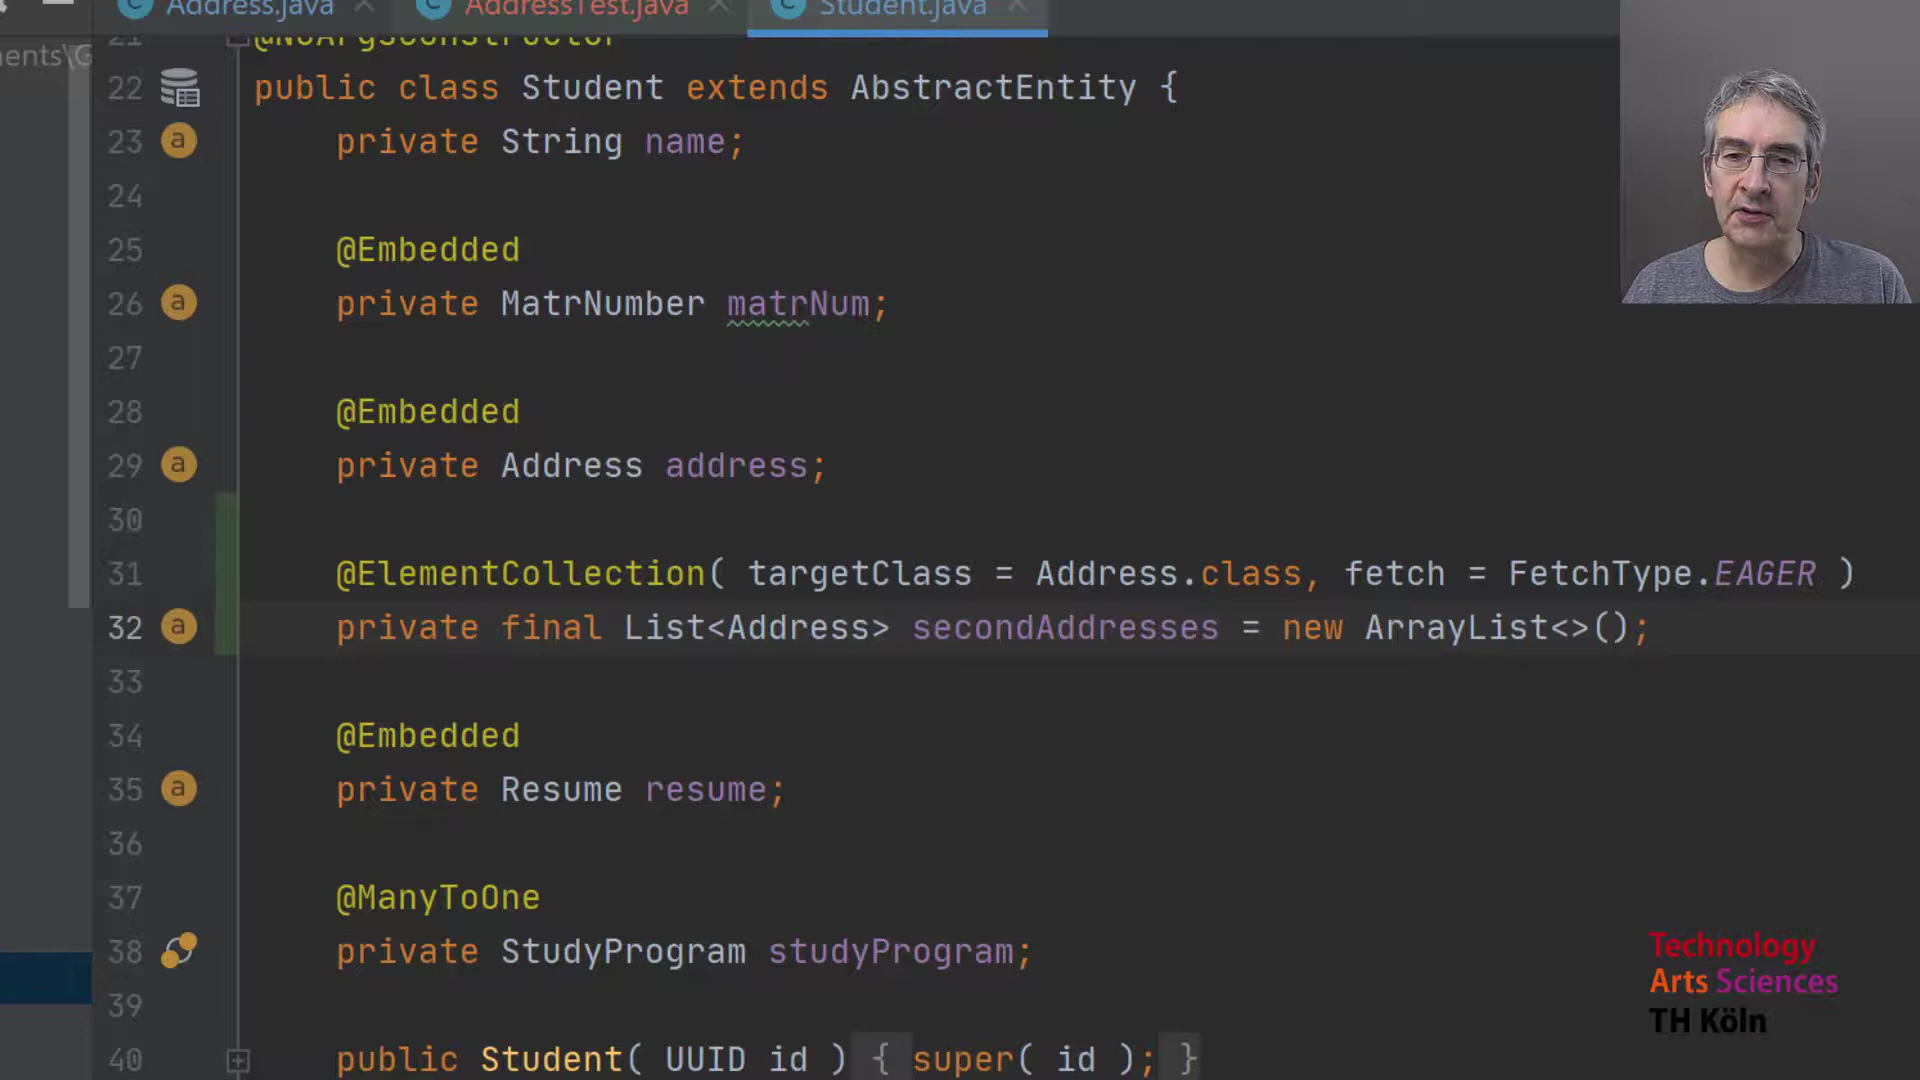 Address.java
AddressTest.java
Student.java
ments\G
21 @NoArgsConstructor
22 public class Student extends AbstractEntity {
23 private String name;
24
25 @Embedded
26 private MatrNumber matrNum;
27
28 @Embedded
29 private Address address;
30
31 @ElementCollection( targetClass = Address.class, fetch = FetchType.EAGER )
32 private final List<Address> secondAddresses = new ArrayList<>();
33
34 @Embedded
35 private Resume resume;
36
37 @ManyToOne
38 private StudyProgram studyProgram;
39
40 public Student( UUID id ) { super( id ); }
Technology
Arts Sciences
TH Köln